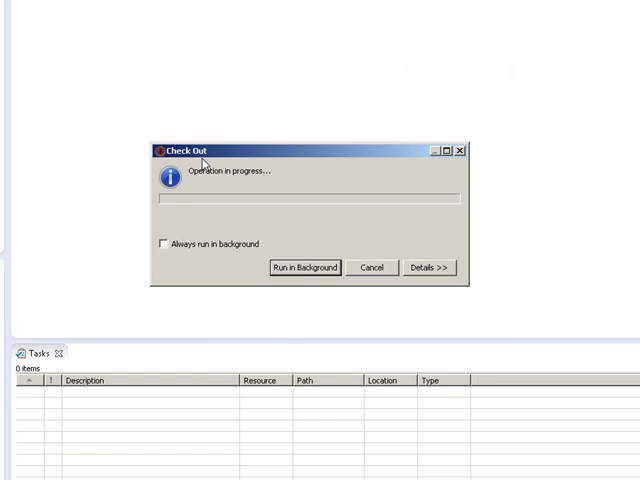 Check Out
Operation in progress...
Always run in background
Run in Background
Cancel
Details >>
Tasks
0 items
! Description Resource Path Location Type